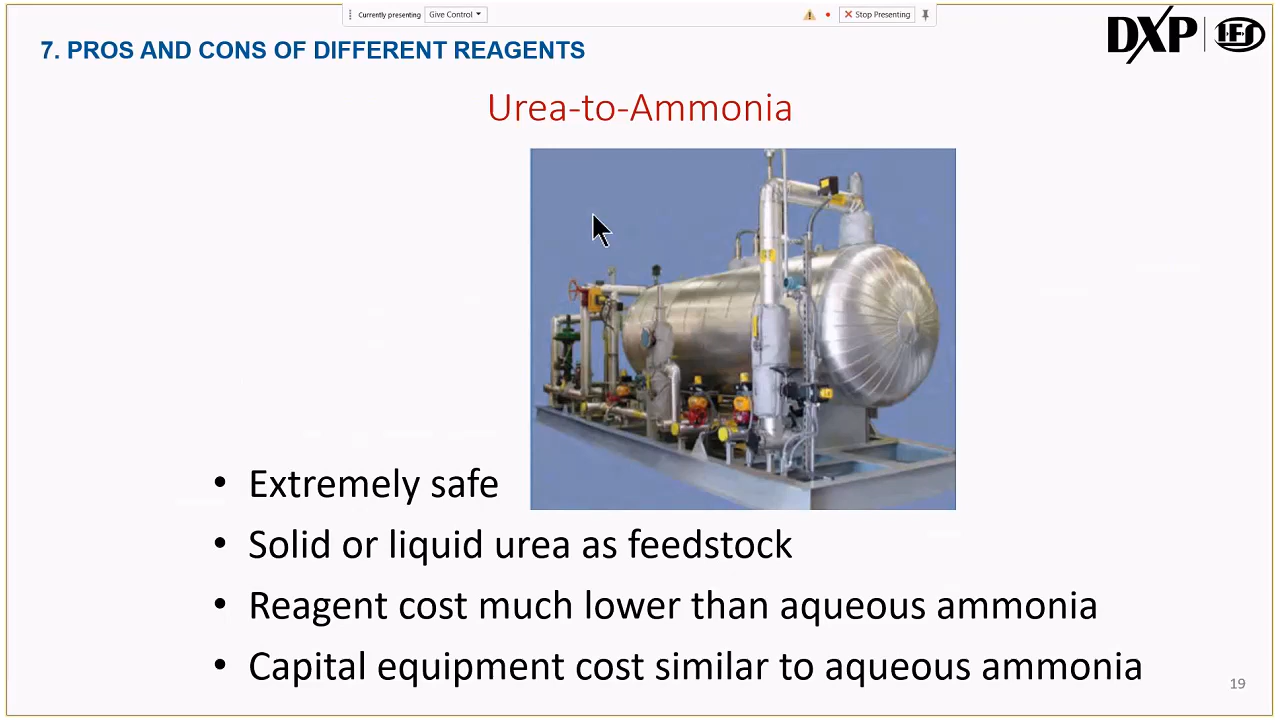 Currently presenting Give Control Stop Presenting
7. PROS AND CONS OF DIFFERENT REAGENTS
DXP IFS
Urea-to-Ammonia
• Extremely safe
• Solid or liquid urea as feedstock
• Reagent cost much lower than aqueous ammonia
• Capital equipment cost similar to aqueous ammonia
19